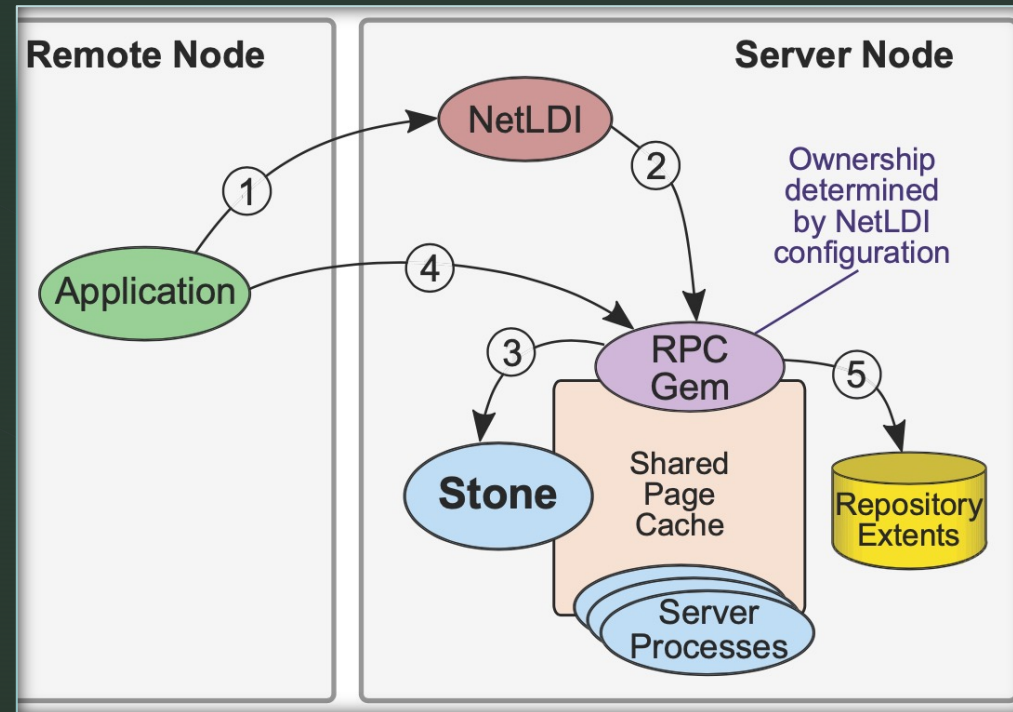 Remote Node
Server Node
NetLDI
1
2
Ownership
determined
by NetLDI
configuration
Application
4
3
RPC
Gem
5
Stone
Shared
Page
Cache
Repository
Extents
Server
Processes